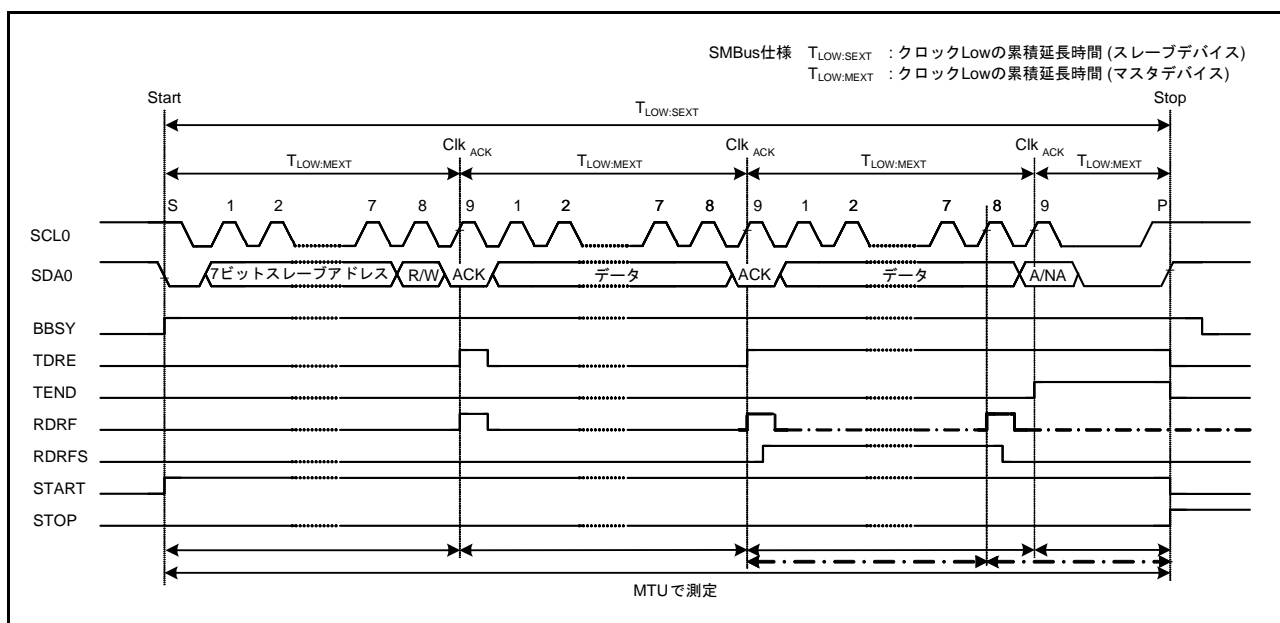 SMBus仕様 TLOW:SEXT : クロックLowの累積延長時間 (スレーブデバイス)
TLOW:MEXT : クロックLowの累積延長時間 (マスタデバイス)
Start Stop
TLOW:SEXT
Clk ACK Clk ACK Clk ACK
TLOW:MEXT TLOW:MEXT TLOW:MEXT TLOW:MEXT
S 1 2 7 8 9 1 2 7 8 9 1 2 7 8 9 P
SCL0
SDA0 7ビットスレーブアドレス R/W ACK データ ACK データ A/NA
BBSY
TDRE
TEND
RDRF
RDRFS
START
STOP
MTUで測定